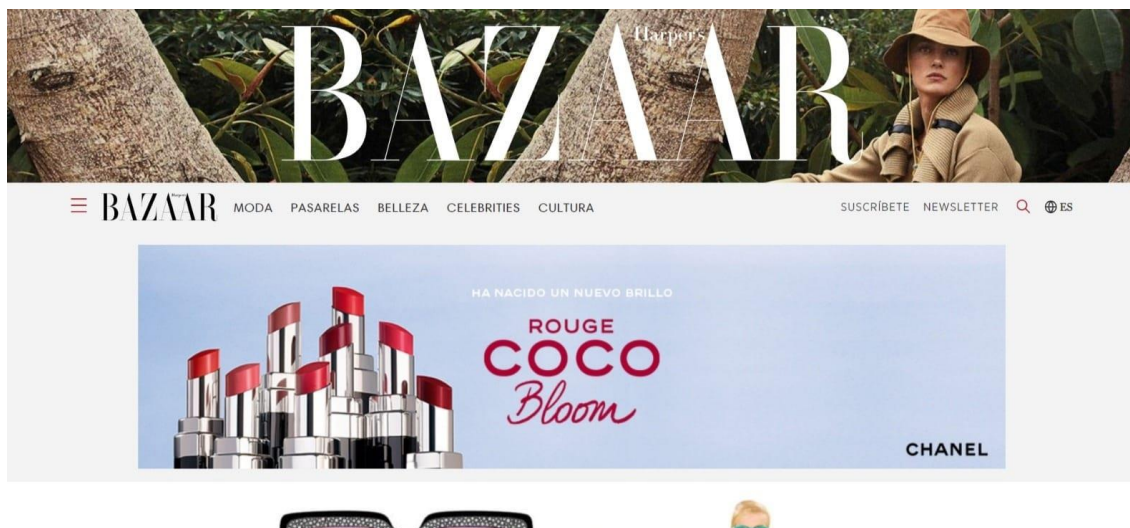 Harper's
BAZAAR
Harper's
BAZAAR MODA PASARELAS BELLEZA CELEBRITIES CULTURA SUSCRÍBETE NEWSLETTER ES
HA NACIDO UN NUEVO BRILLO
ROUGE
COCO
Bloom
CHANEL